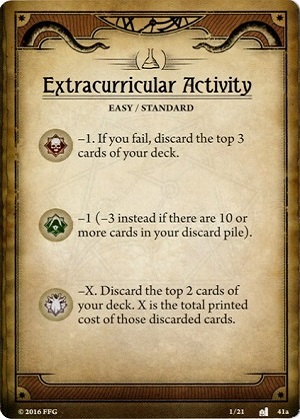 Extracurricular Activity
EASY / STANDARD
–1. If you fail, discard the top 3
cards of your deck.
–1 (–3 instead if there are 10 or
more cards in your discard pile).
–X. Discard the top 2 cards of
your deck. X is the total printed
cost of those discarded cards.
© 2016 FFG
1/21
41a